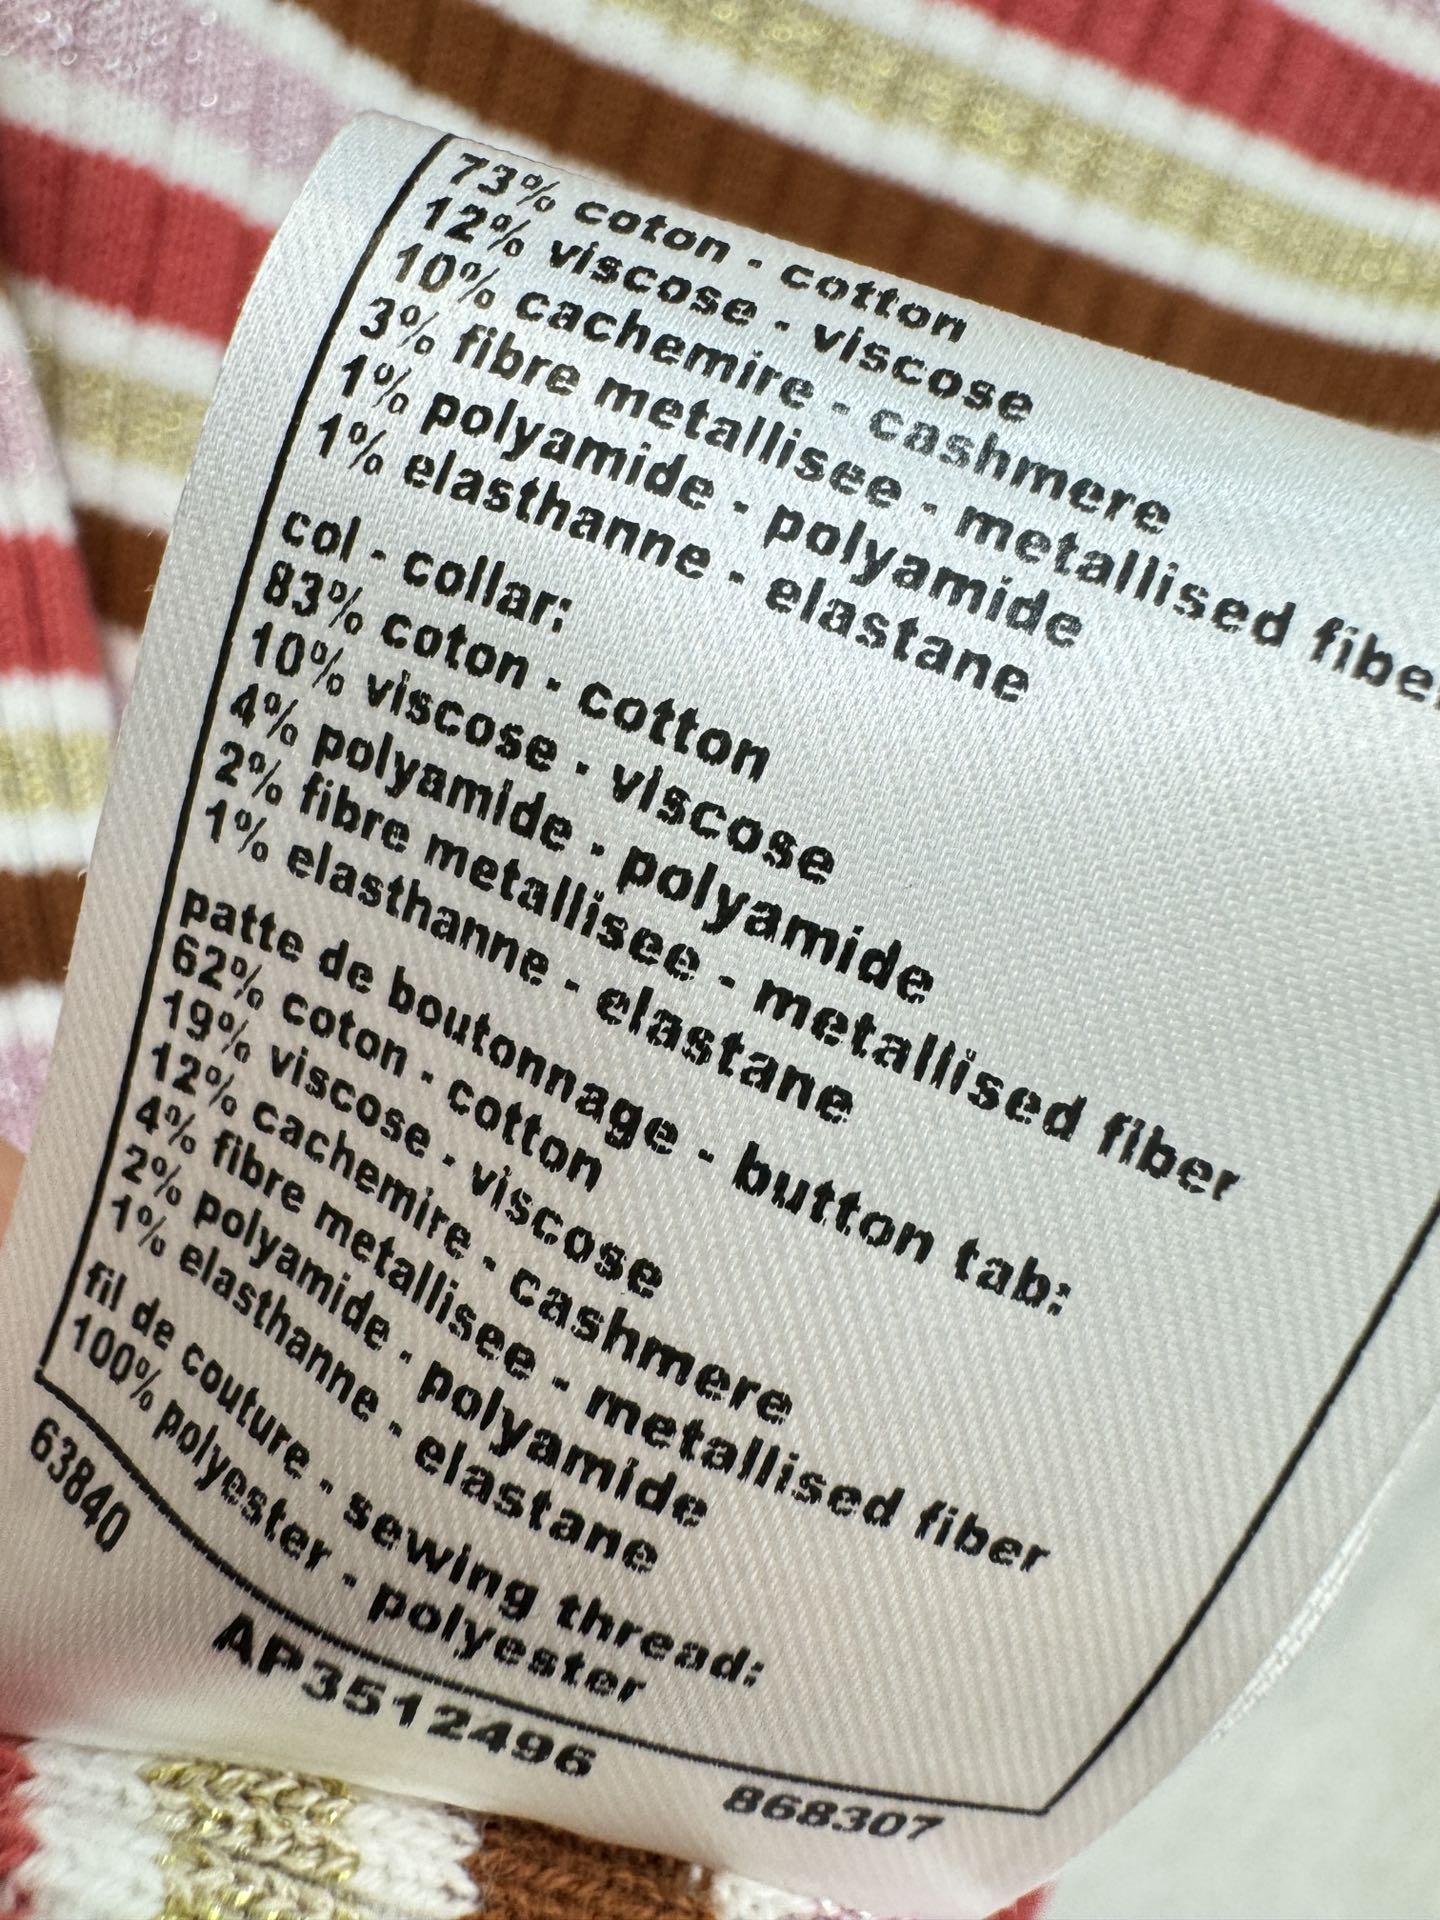 73% coton - cotton
12% viscose - viscose
10% cachemire - cashmere
3% fibre metallisee - metallised fiber
1% polyamide - polyamide
1% elasthanne - elastane
col - collar:
83% coton - cotton
10% viscose - viscose
4% polyamide - polyamide
2% fibre metallisee - metallised fiber
1% elasthanne - elastane
patte de boutonnage - button tab:
62% coton - cotton
19% viscose - viscose
12% cachemire - cashmere
4% fibre metallisee - metallised fiber
2% polyamide - polyamide
1% elasthanne - elastane
fil de couture - sewing thread:
100% polyester - polyester
63840
AP3512496
868307